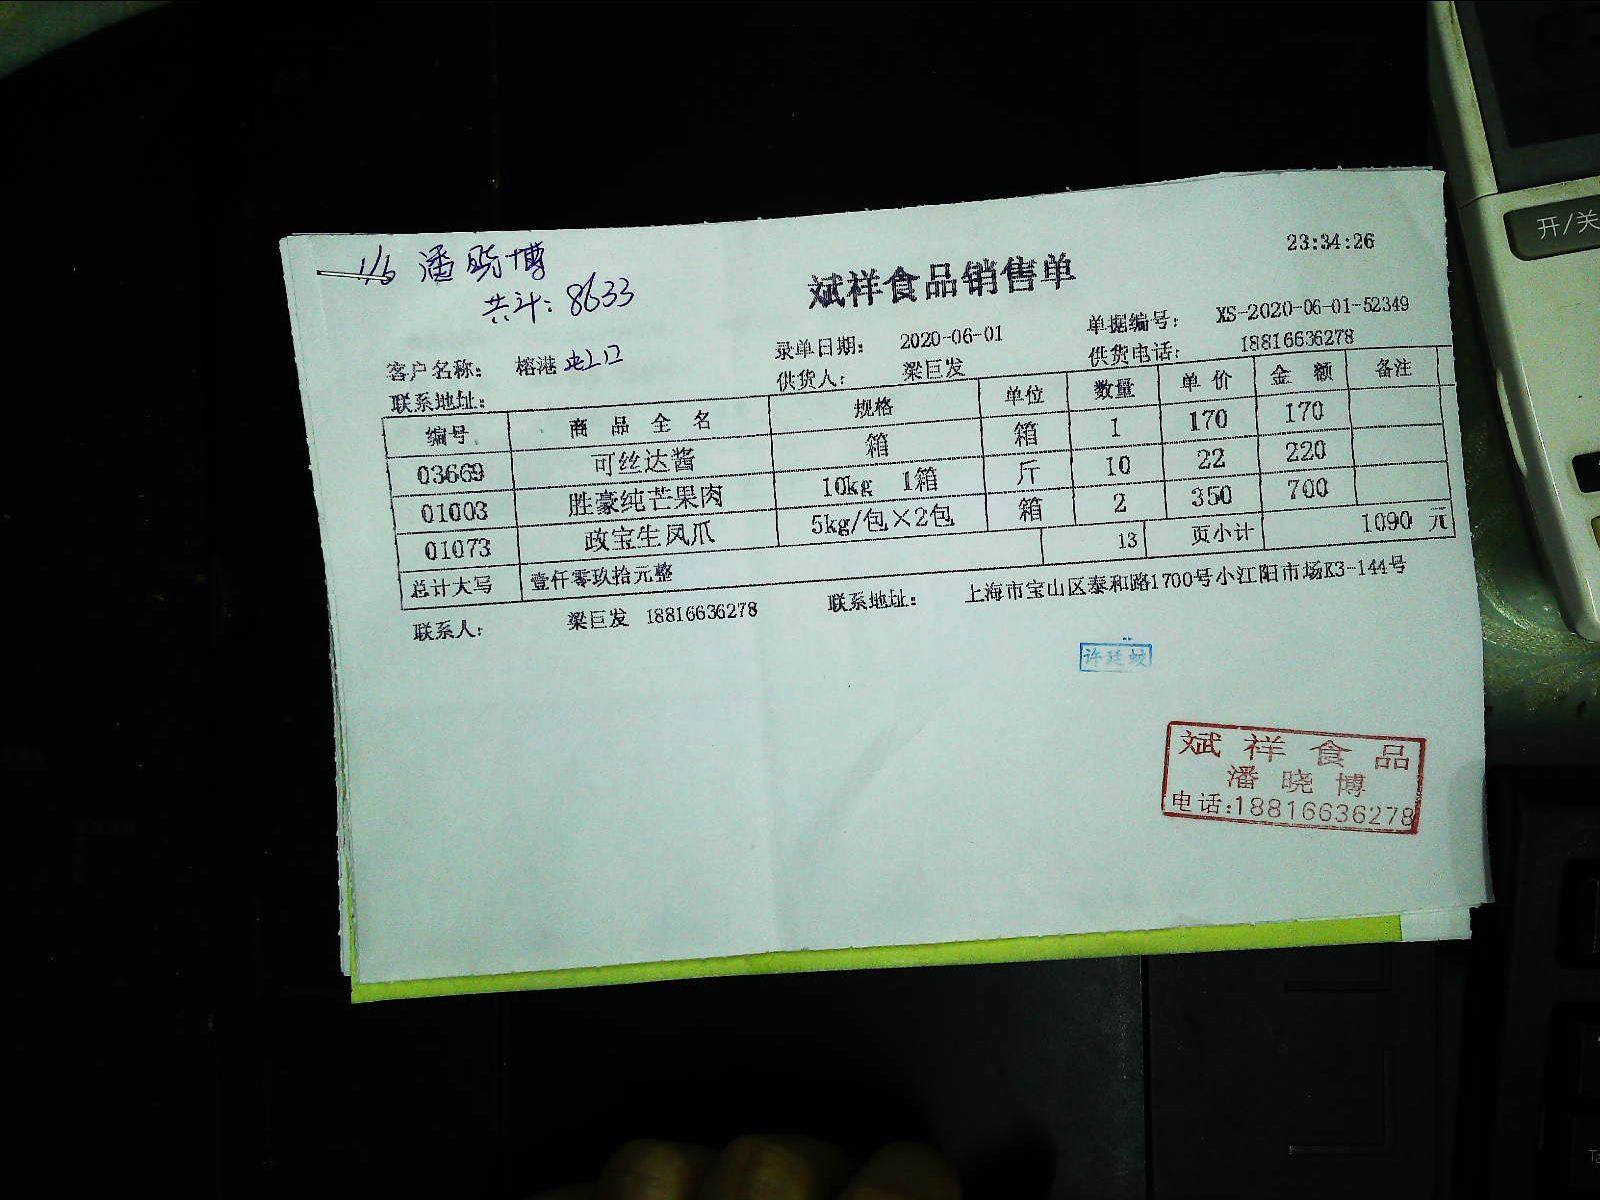 1/6 潘晓博
共计: 8633
23:34:26
斌祥食品销售单
客户名称: 榕港
录单日期: 2020-06-01
单据编号: XS-2020-06-01-52349
联系地址:
供货人: 梁巨发
供货电话: 18816636278
编号 商品全名 规格 单位 数量 单价 金额 备注
03669 可丝达酱 箱 箱 1 170 170
01003 胜豪纯芒果肉 10kg 1箱 斤 10 22 220
01073 政宝生凤爪 5kg/包×2包 箱 2 350 700
总计大写 壹仟零玖拾元整 13 页小计 1090 元
联系人: 梁巨发 18816636278 联系地址: 上海市宝山区泰和路1700号小江阳市场K3-144号
许廷蛟
斌祥食品
潘晓博
电话:18816636278
开/关